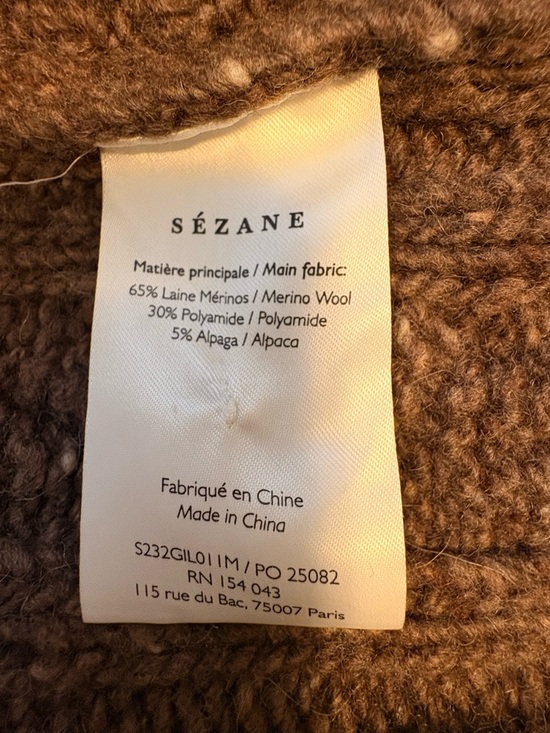 SÉZANE
Matière principale / Main fabric:
65% Laine Mérinos / Merino Wool
30% Polyamide / Polyamide
5% Alpaga / Alpaca
Fabriqué en Chine
Made in China
S232GIL011M / PO 25082
RN 154 043
115 rue du Bac, 75007 Paris